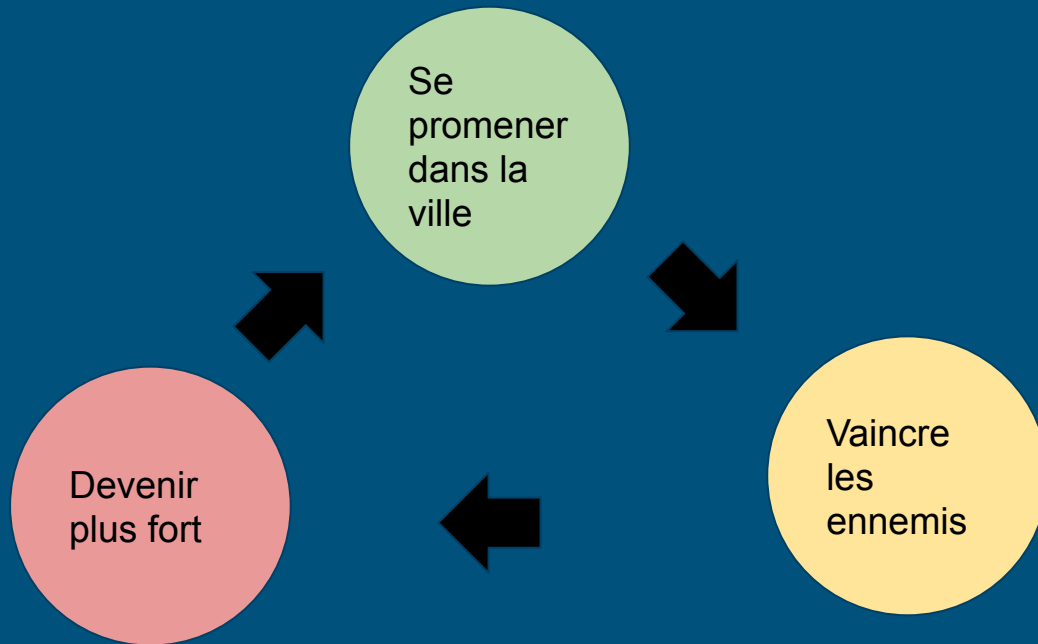 Se
promener
dans la
ville
Vaincre
les
ennemis
Devenir
plus fort